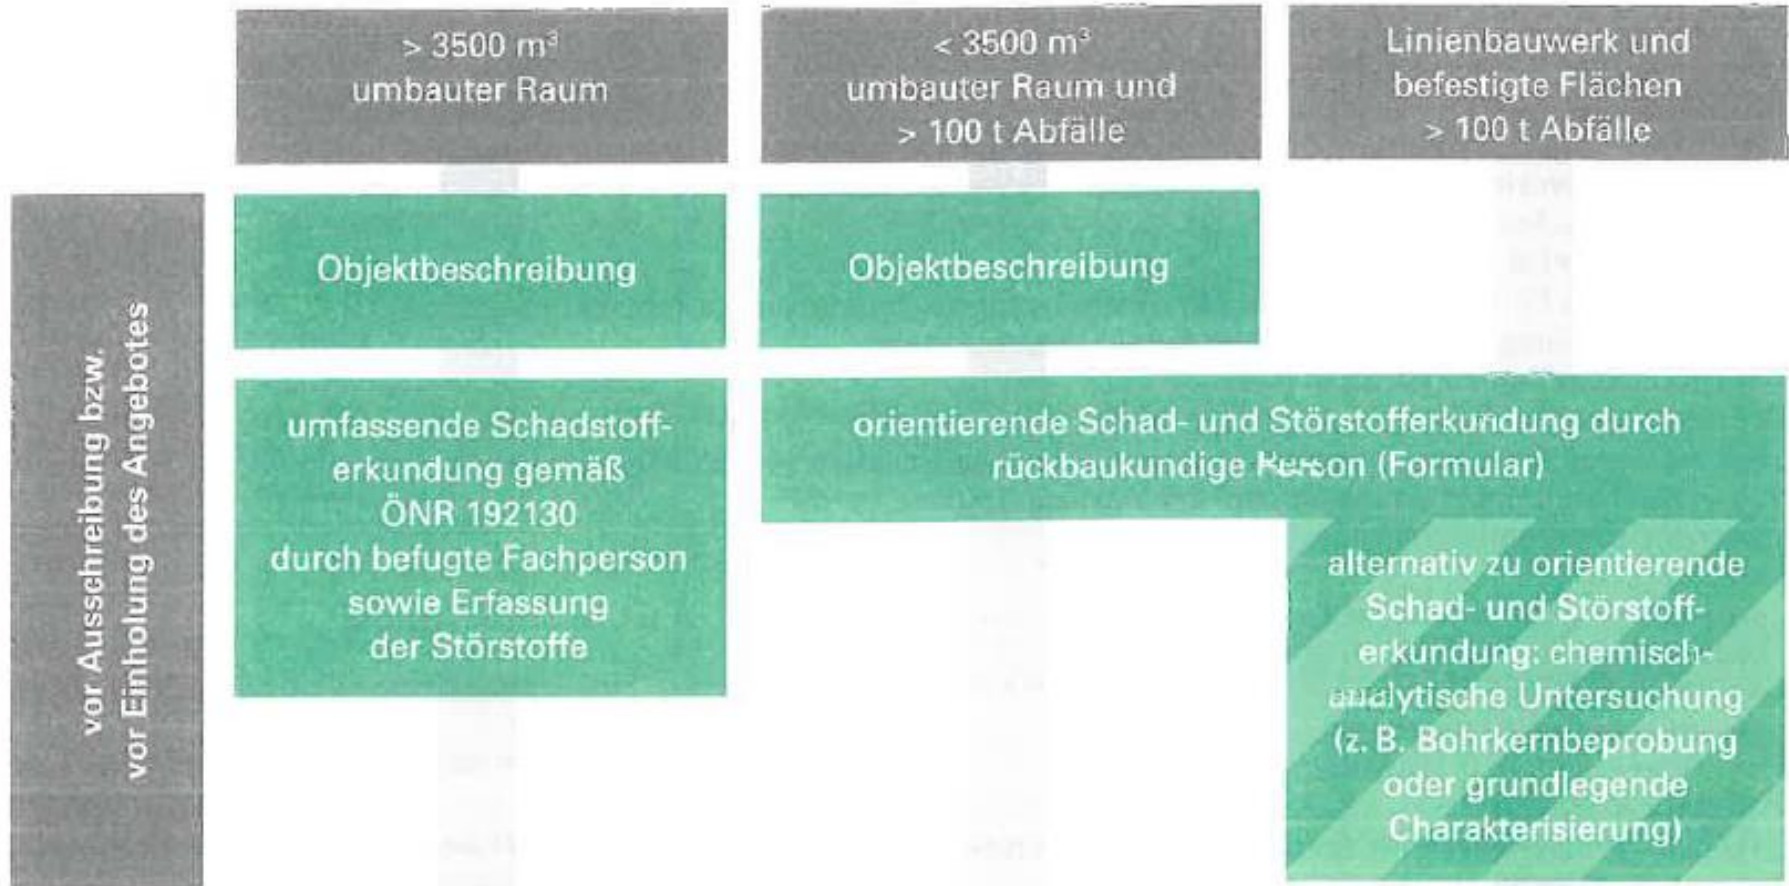 > 3500 m³
umbauter Raum
< 3500 m³
umbauter Raum und
> 100 t Abfälle
Linienbauwerk und
befestigte Flächen
> 100 t Abfälle
vor Ausschreibung bzw.
vor Einholung des Angebotes
Objektbeschreibung
Objektbeschreibung
umfassende Schadstoff-
erkundung gemäß
ÖNR 192130
durch befugte Fachperson
sowie Erfassung
der Störstoffe
orientierende Schad- und Störstofferkundung durch
rückbaukundige Person (Formular)
alternativ zu orientierende
Schad- und Störstoff-
erkundung: chemisch-
analytische Untersuchung
(z. B. Bohrkernbeprobung
oder grundlegende
Charakterisierung)